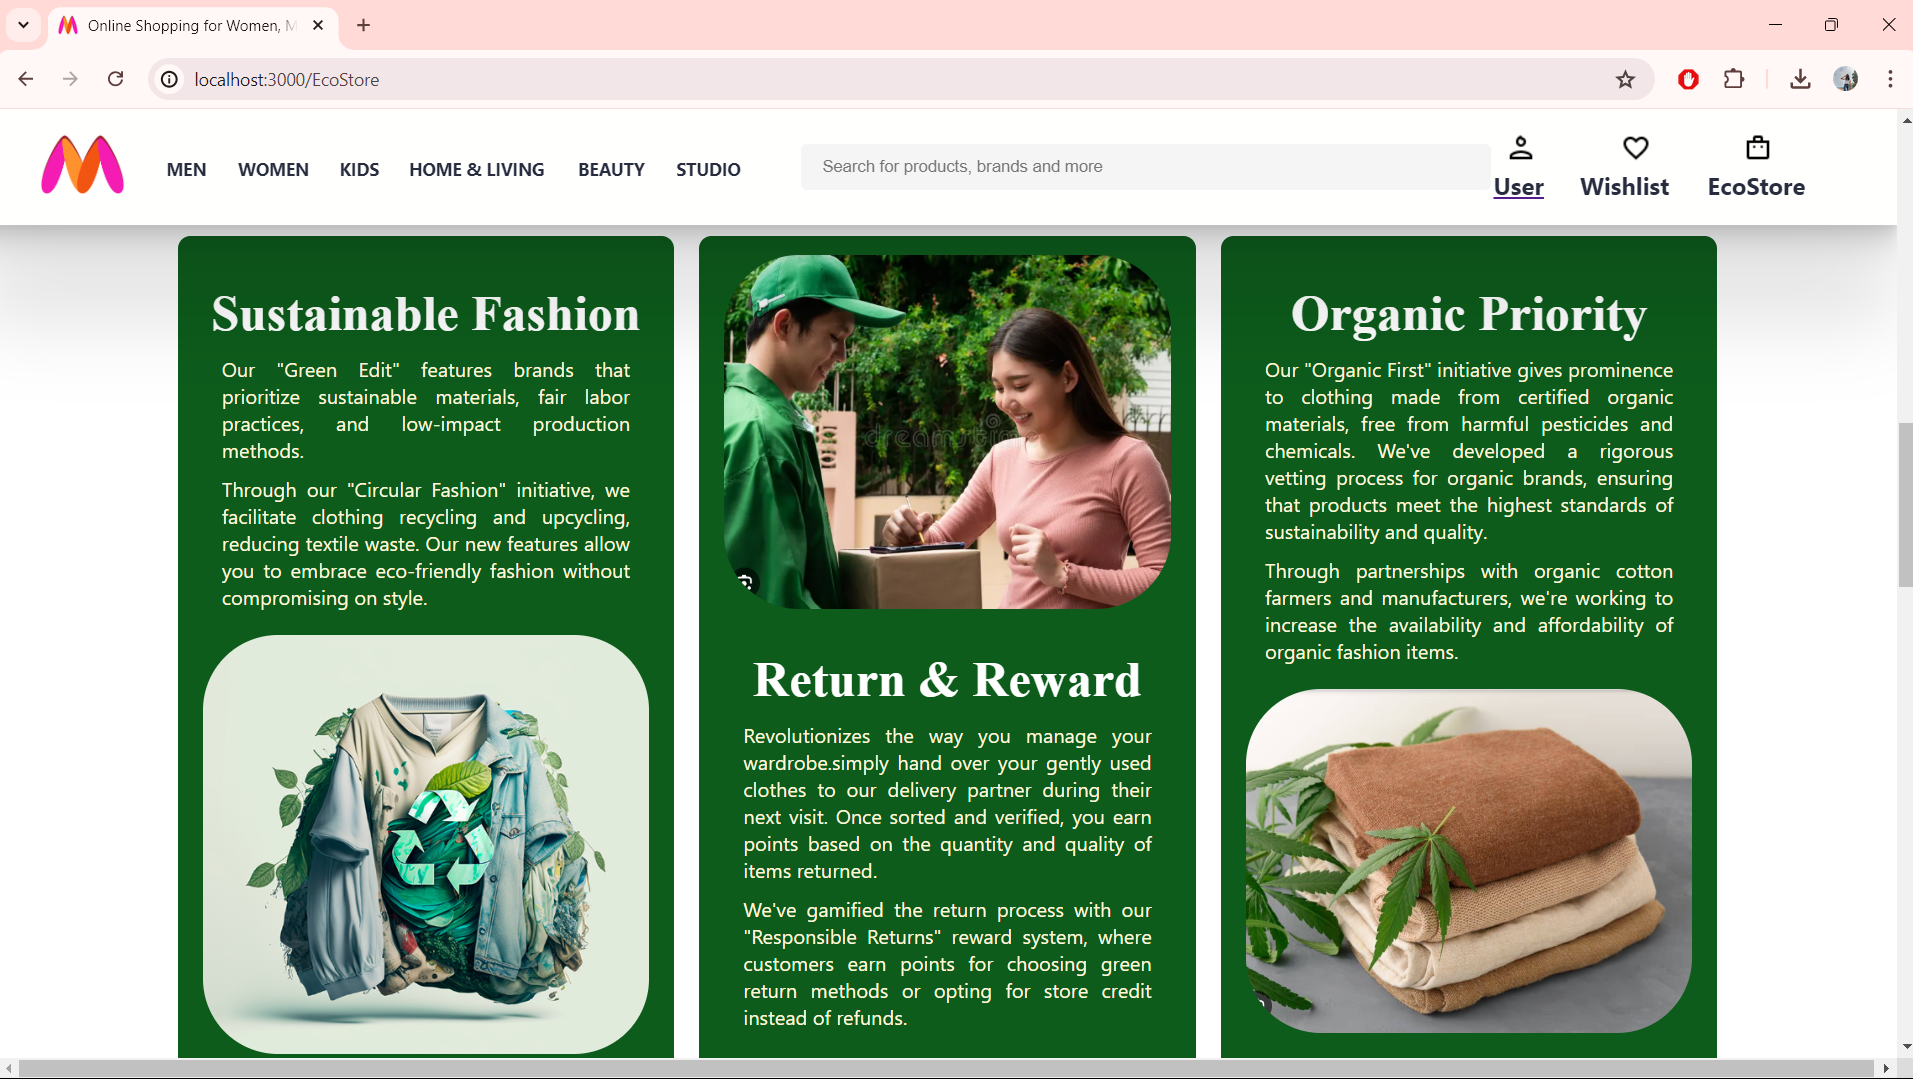 Online Shopping for Women, M
localhost:3000/EcoStore
MEN WOMEN KIDS HOME & LIVING BEAUTY STUDIO
Search for products, brands and more
User Wishlist EcoStore
Sustainable Fashion
Our "Green Edit" features brands that
prioritize sustainable materials, fair labor
practices, and low-impact production
methods.
Through our "Circular Fashion" initiative, we
facilitate clothing recycling and upcycling,
reducing textile waste. Our new features allow
you to embrace eco-friendly fashion without
compromising on style.
dreamstim
Return & Reward
Revolutionizes the way you manage your
wardrobe.simply hand over your gently used
clothes to our delivery partner during their
next visit. Once sorted and verified, you earn
points based on the quantity and quality of
items returned.
We've gamified the return process with our
"Responsible Returns" reward system, where
customers earn points for choosing green
return methods or opting for store credit
instead of refunds.
Organic Priority
Our "Organic First" initiative gives prominence
to clothing made from certified organic
materials, free from harmful pesticides and
chemicals. We've developed a rigorous
vetting process for organic brands, ensuring
that products meet the highest standards of
sustainability and quality.
Through partnerships with organic cotton
farmers and manufacturers, we're working to
increase the availability and affordability of
organic fashion items.